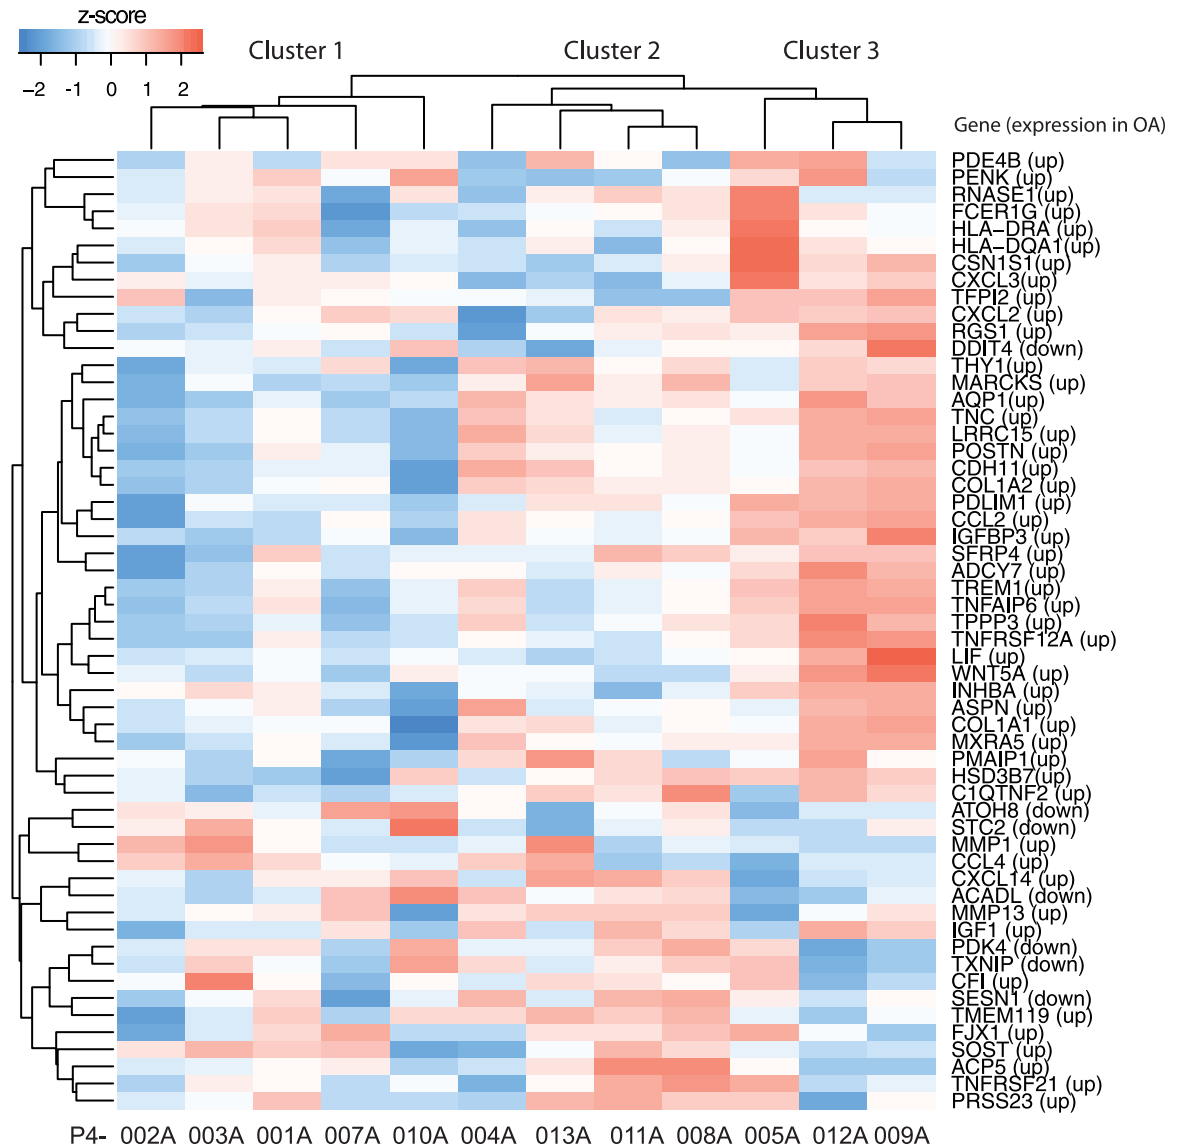 z-score
−2 -1 0 1 2
Cluster 1 Cluster 2 Cluster 3
Gene (expression in OA)
PDE4B (up)
PENK (up)
RNASE1(up)
FCER1G (up)
HLA−DRA (up)
HLA−DQA1(up)
CSN1S1(up)
CXCL3(up)
TFPI2 (up)
CXCL2 (up)
RGS1 (up)
DDIT4 (down)
THY1(up)
MARCKS (up)
AQP1(up)
TNC (up)
LRRC15 (up)
POSTN (up)
CDH11(up)
COL1A2 (up)
PDLIM1 (up)
CCL2 (up)
IGFBP3 (up)
SFRP4 (up)
ADCY7 (up)
TREM1(up)
TNFAIP6 (up)
TPPP3 (up)
TNFRSF12A (up)
LIF (up)
WNT5A (up)
INHBA (up)
ASPN (up)
COL1A1 (up)
MXRA5 (up)
PMAIP1(up)
HSD3B7(up)
C1QTNF2 (up)
ATOH8 (down)
STC2 (down)
MMP1 (up)
CCL4 (up)
CXCL14 (up)
ACADL (down)
MMP13 (up)
IGF1 (up)
PDK4 (down)
TXNIP (down)
CFI (up)
SESN1 (down)
TMEM119 (up)
FJX1 (up)
SOST (up)
ACP5 (up)
TNFRSF21 (up)
PRSS23 (up)
P4- 002A 003A 001A 007A 010A 004A 013A 011A 008A 005A 012A 009A